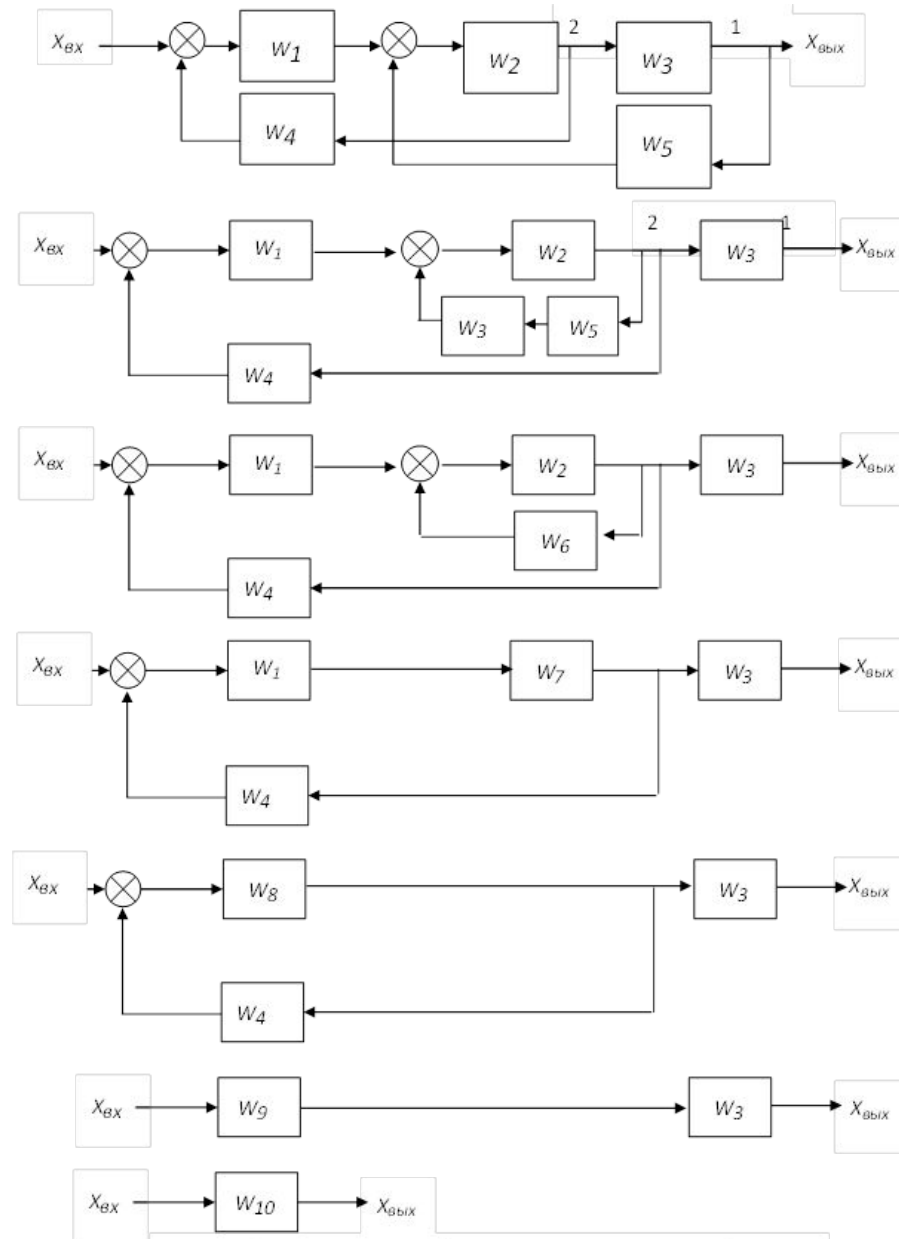 Xвх W1 W2 2 W3 1 Xвых
W4 W5
Xвх W1 W2 2 W3 1 Xвых
W3 W5
W4
Xвх W1 W2 W3 Xвых
W6
W4
Xвх W1 W7 W3 Xвых
W4
Xвх W8 W3 Xвых
W4
Xвх W9 W3 Xвых
Xвх W10 Xвых